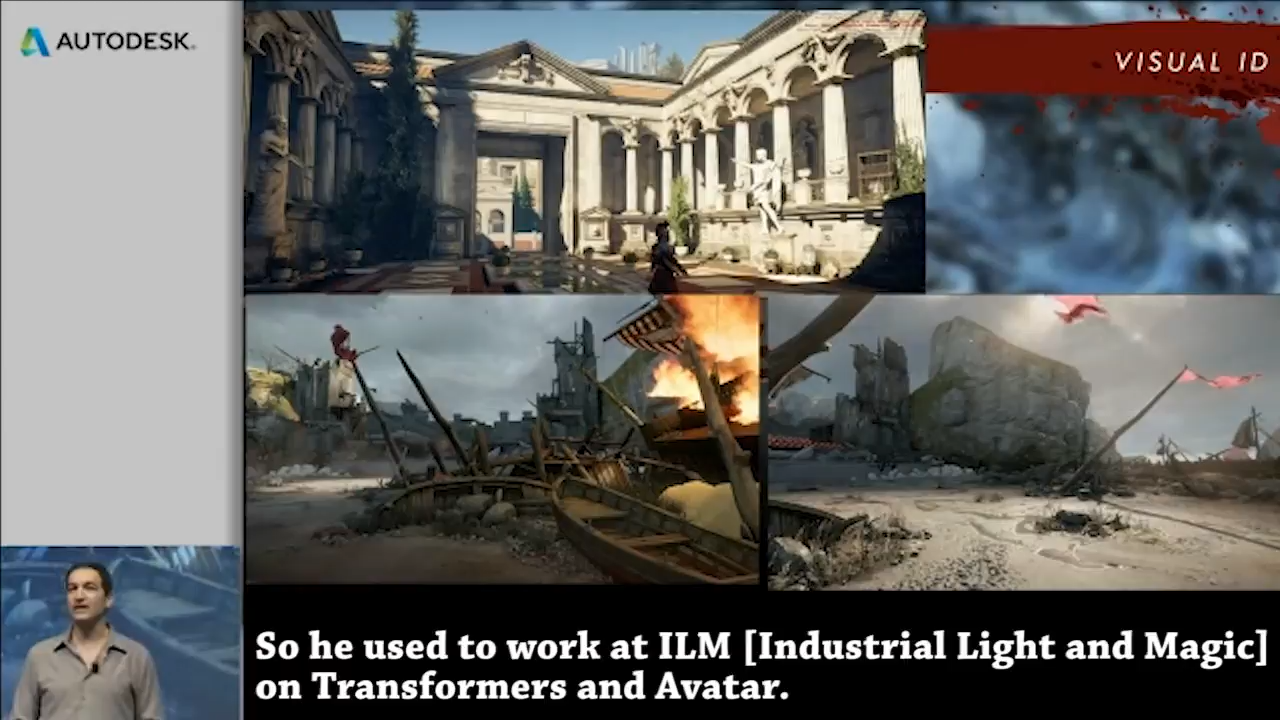 AUTODESK.
VISUAL ID
So he used to work at ILM [Industrial Light and Magic]
on Transformers and Avatar.